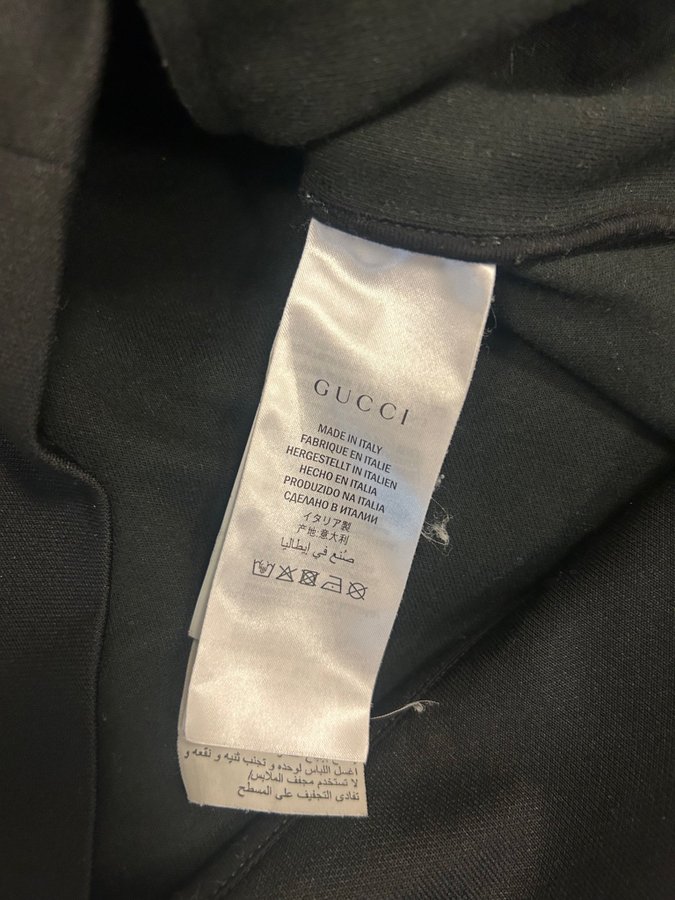 GUCCI
MADE IN ITALY
FABRIQUE EN ITALIE
HERGESTELLT IN ITALIEN
HECHO EN ITALIA
PRODUZIDO NA ITALIA
СДЕЛАНО В ИТАЛИИ
イタリア製
产地:意大利
صُنع في إيطاليا
اغسل اللباس لوحده و تجنب ثنيه و نقعه و
لا تستخدم مجفف الملابس/
تفادى التجفيف على المسطح